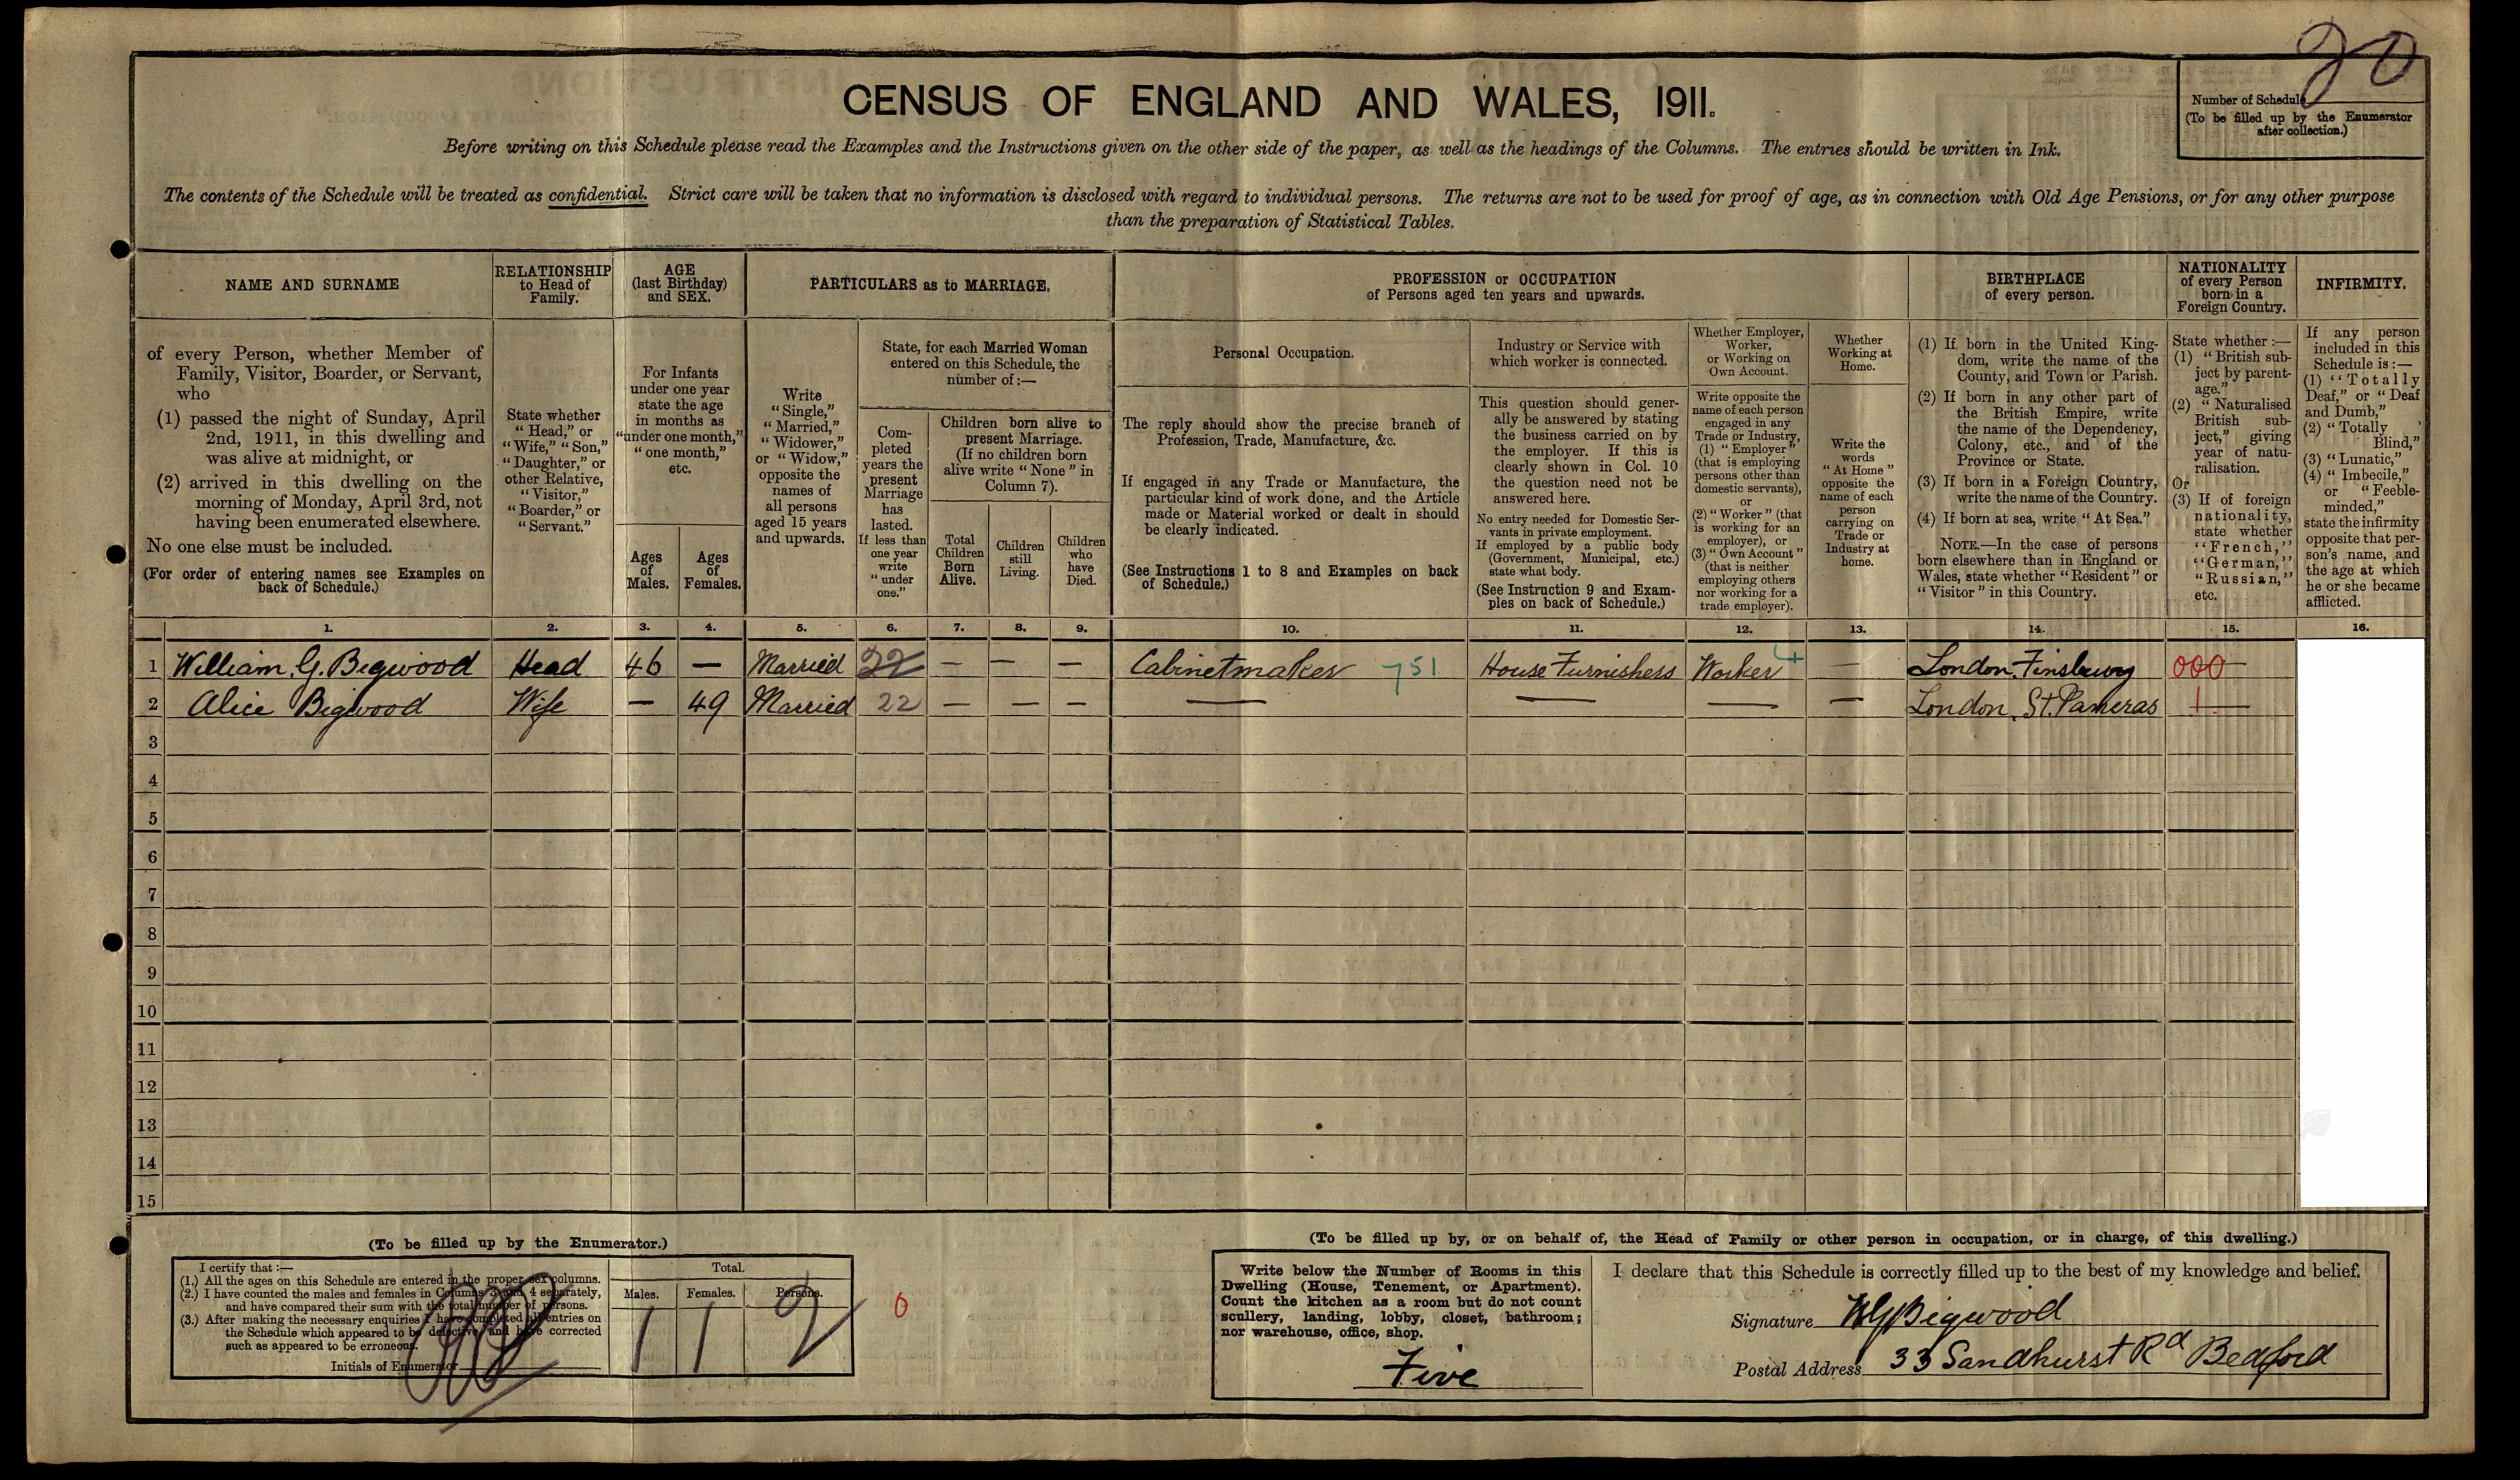 20
CENSUS OF ENGLAND AND WALES, 1911.
Number of Schedule
(To be filled up by the Enumerator
after collection.)
Before writing on this Schedule please read the Examples and the Instructions given on the other side of the paper, as well as the headings of the Columns. The entries should be written in Ink.
The contents of the Schedule will be treated as confidential. Strict care will be taken that no information is disclosed with regard to individual persons. The returns are not to be used for proof of age, as in connection with Old Age Pensions, or for any other purpose
than the preparation of Statistical Tables.
NAME AND SURNAME
RELATIONSHIP
to Head of
Family.
AGE
(last Birthday)
and SEX.
PARTICULARS as to MARRIAGE.
PROFESSION or OCCUPATION
of Persons aged ten years and upwards.
BIRTHPLACE
of every person.
NATIONALITY
of every Person
born in a
Foreign Country.
INFIRMITY.
of every Person, whether Member of
Family, Visitor, Boarder, or Servant,
who
(1) passed the night of Sunday, April
2nd, 1911, in this dwelling and
was alive at midnight, or
(2) arrived in this dwelling on the
morning of Monday, April 3rd, not
having been enumerated elsewhere.
No one else must be included.
(For order of entering names see Examples on
back of Schedule.)
State whether
"Head," or
"Wife," "Son,"
"Daughter," or
other Relative,
"Visitor,"
"Boarder," or
"Servant."
For Infants
under one year
state the age
in months as
"under one month,"
"one month,"
etc.
Ages
of
Males.
Ages
of
Females.
Write
"Single,"
"Married,"
"Widower,"
or "Widow,"
opposite the
names of
all persons
aged 15 years
and upwards.
State, for each Married Woman
entered on this Schedule, the
number of :—
Com-
pleted
years the
present
Marriage
has
lasted.
If less than
one year
write
"under
one."
Children born alive to
present Marriage.
(If no children born
alive write "None" in
Column 7).
Total
Children
Born
Alive.
Children
still
Living.
Children
who
have
Died.
Personal Occupation.
The reply should show the precise branch of
Profession, Trade, Manufacture, &c.
If engaged in any Trade or Manufacture, the
particular kind of work done, and the Article
made or Material worked or dealt in should
be clearly indicated.
(See Instructions 1 to 8 and Examples on back
of Schedule.)
Industry or Service with
which worker is connected.
This question should gener-
ally be answered by stating
the business carried on by
the employer. If this is
clearly shown in Col. 10
the question need not be
answered here.
No entry needed for Domestic Ser-
vants in private employment.
If employed by a public body
(Government, Municipal, etc.)
state what body.
(See Instruction 9 and Exam-
ples on back of Schedule.)
Whether Employer,
Worker,
or Working on
Own Account.
Write opposite the
name of each person
engaged in any
Trade or Industry,
(1) "Employer"
(that is employing
persons other than
domestic servants),
or
(2) "Worker" (that
is working for an
employer), or
(3) "Own Account"
(that is neither
employing others
nor working for a
trade employer).
Whether
Working at
Home.
Write the
words
"At Home"
opposite the
name of each
person
carrying on
Trade or
Industry at
home.
(1) If born in the United King-
dom, write the name of the
County, and Town or Parish.
(2) If born in any other part of
the British Empire, write
the name of the Dependency,
Colony, etc., and of the
Province or State.
(3) If born in a Foreign Country,
write the name of the Country.
(4) If born at sea, write "At Sea."
NOTE.—In the case of persons
born elsewhere than in England or
Wales, state whether "Resident" or
"Visitor" in this Country.
State whether :—
(1) "British sub-
ject by parent-
age."
(2) "Naturalised
British sub-
ject," giving
year of natu-
ralisation.
Or
(3) If of foreign
nationality,
state whether
"French,"
"German,"
"Russian,"
etc.
If any person
included in this
Schedule is :—
(1) "Totally
Deaf," or "Deaf
and Dumb,"
(2) "Totally
Blind,"
(3) "Lunatic,"
(4) "Imbecile,"
or "Feeble-
minded,"
state the infirmity
opposite that per-
son's name, and
the age at which
he or she became
afflicted.
1. 2. 3. 4. 5. 6. 7. 8. 9. 10. 11. 12. 13. 14. 15. 16.
1 William. G. Bigwood Head 46 — Married 22 — — — Cabinetmaker 751 House Furnishers Worker 4 — London. Finsbury 000 —
2 Alice Bigwood Wife — 49 Married 22 — — — — — — — London. St. Pancras 1 —
3
4
5
6
7
8
9
10
11
12
13
14
15
(To be filled up by the Enumerator.)
I certify that :—
(1.) All the ages on this Schedule are entered in the proper sex columns.
(2.) I have counted the males and females in Columns 3 and 4 separately,
and have compared their sum with the total number of persons.
(3.) After making the necessary enquiries I have completed all entries on
the Schedule which appeared to be defective, and have corrected
such as appeared to be erroneous.
Initials of Enumerator
Total.
Males. Females. Persons.
1 1 2
0
(To be filled up by, or on behalf of, the Head of Family or other person in occupation, or in charge, of this dwelling.)
Write below the Number of Rooms in this
Dwelling (House, Tenement, or Apartment).
Count the kitchen as a room but do not count
scullery, landing, lobby, closet, bathroom;
nor warehouse, office, shop.
Five
I declare that this Schedule is correctly filled up to the best of my knowledge and belief.
Signature WG Bigwood
Postal Address 33 Sandhurst Rd Bedford